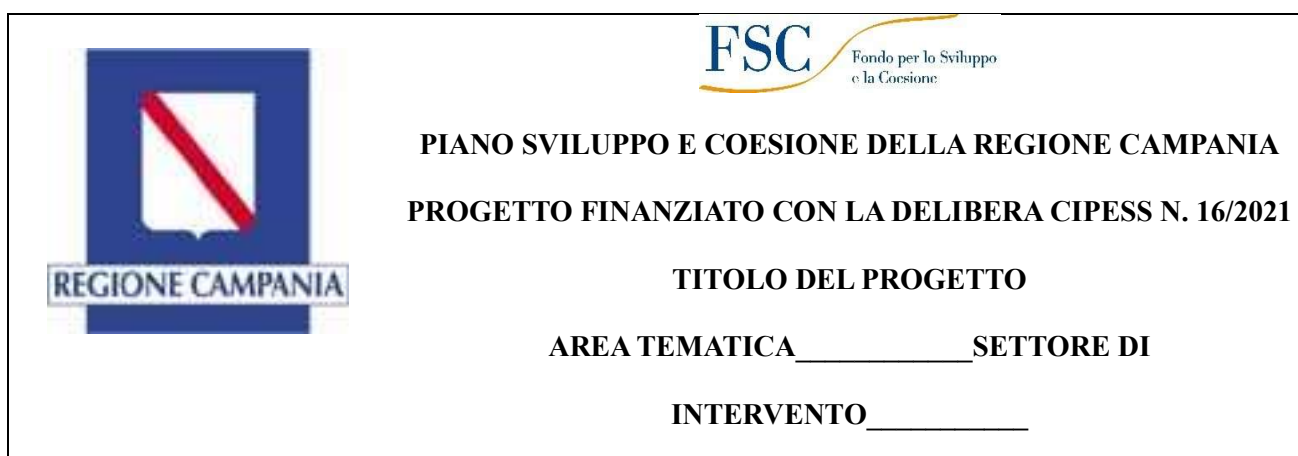 FSC
Fondo per lo Sviluppo
e la Coesione
PIANO SVILUPPO E COESIONE DELLA REGIONE CAMPANIA
PROGETTO FINANZIATO CON LA DELIBERA CIPESS N. 16/2021
TITOLO DEL PROGETTO
AREA TEMATICA____________SETTORE DI
INTERVENTO___________
REGIONE CAMPANIA